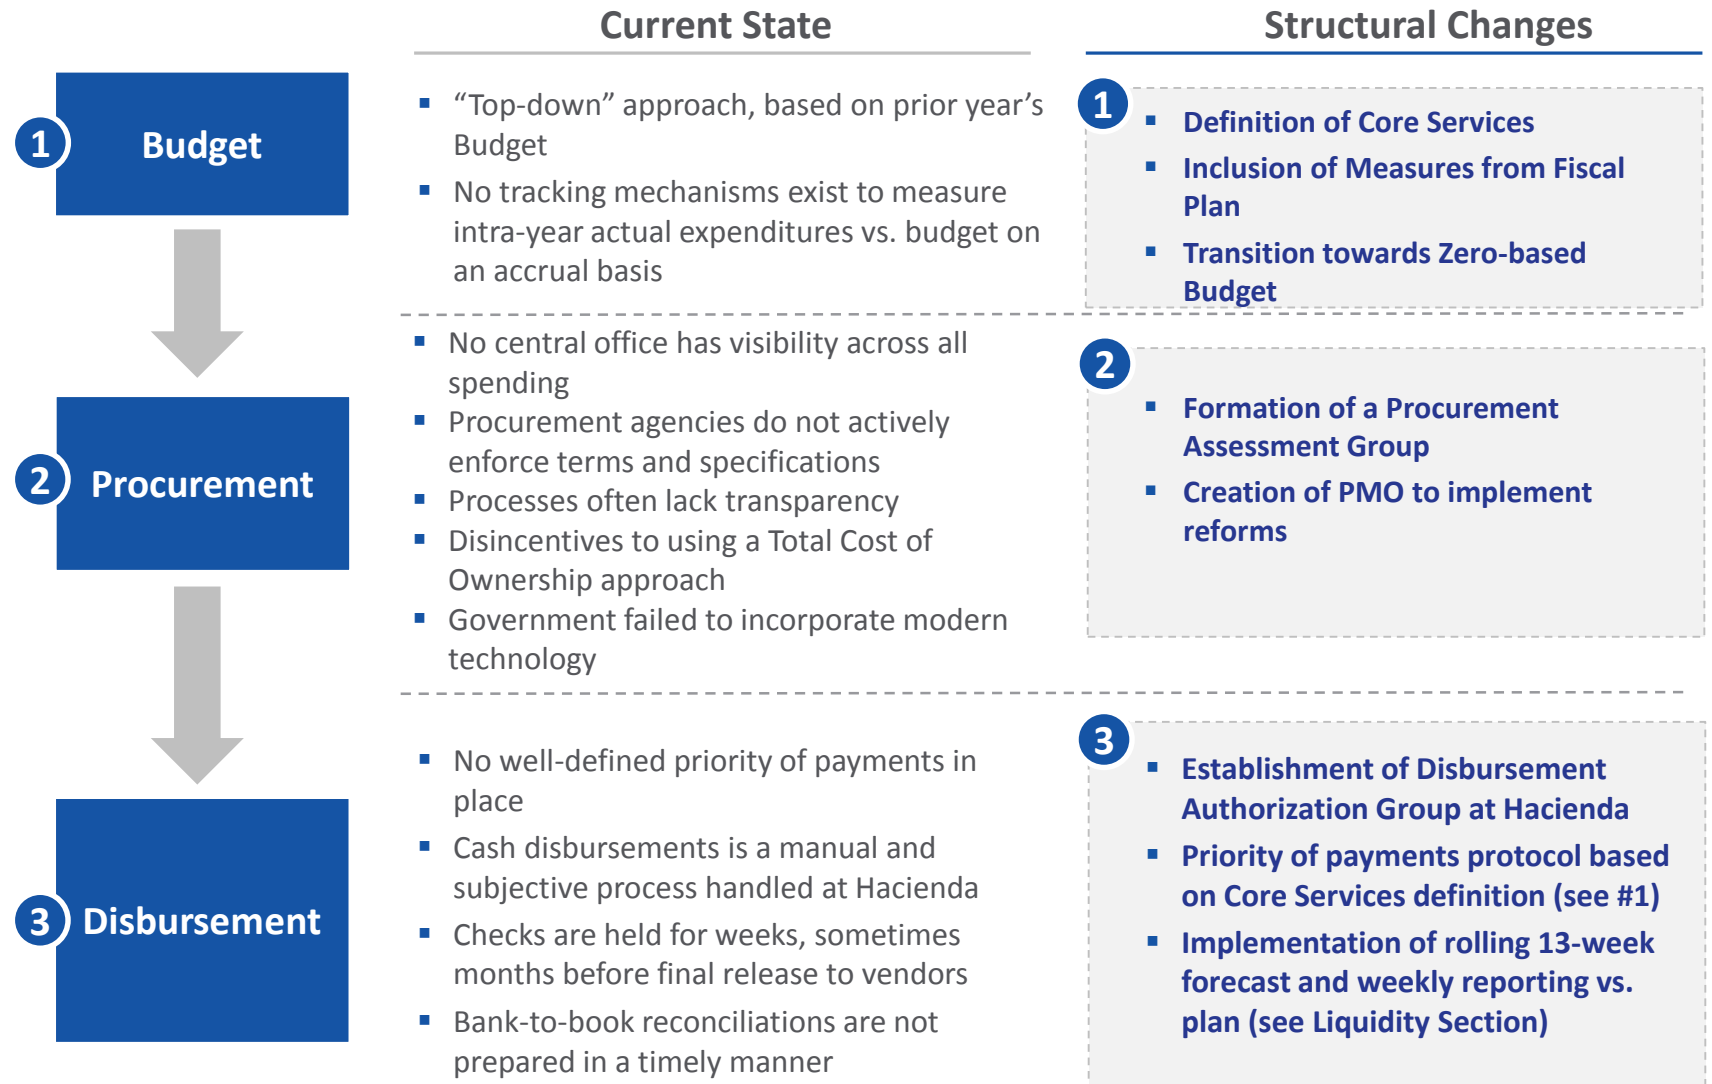 Current State
Structural Changes
1
Budget
“Top-down” approach, based on prior year’s
Budget
No tracking mechanisms exist to measure
intra-year actual expenditures vs. budget on
an accrual basis
1
Definition of Core Services
Inclusion of Measures from Fiscal
Plan
Transition towards Zero-based
Budget
2
Procurement
No central office has visibility across all
spending
Procurement agencies do not actively
enforce terms and specifications
Processes often lack transparency
Disincentives to using a Total Cost of
Ownership approach
Government failed to incorporate modern
technology
2
Formation of a Procurement
Assessment Group
Creation of PMO to implement
reforms
3
Disbursement
No well-defined priority of payments in
place
Cash disbursements is a manual and
subjective process handled at Hacienda
Checks are held for weeks, sometimes
months before final release to vendors
Bank-to-book reconciliations are not
prepared in a timely manner
3
Establishment of Disbursement
Authorization Group at Hacienda
Priority of payments protocol based
on Core Services definition (see #1)
Implementation of rolling 13-week
forecast and weekly reporting vs.
plan (see Liquidity Section)